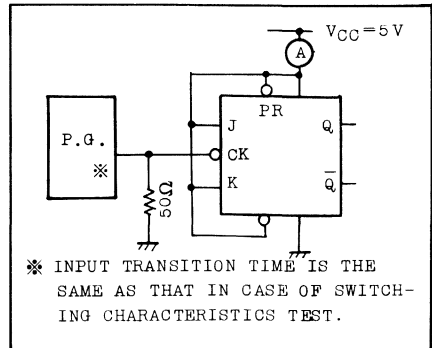 V_CC=5V
A
PR
J
Q
P.G.
※
CK
K
Q̄
50Ω
※ INPUT TRANSITION TIME IS THE
SAME AS THAT IN CASE OF SWITCH-
ING CHARACTERISTICS TEST.